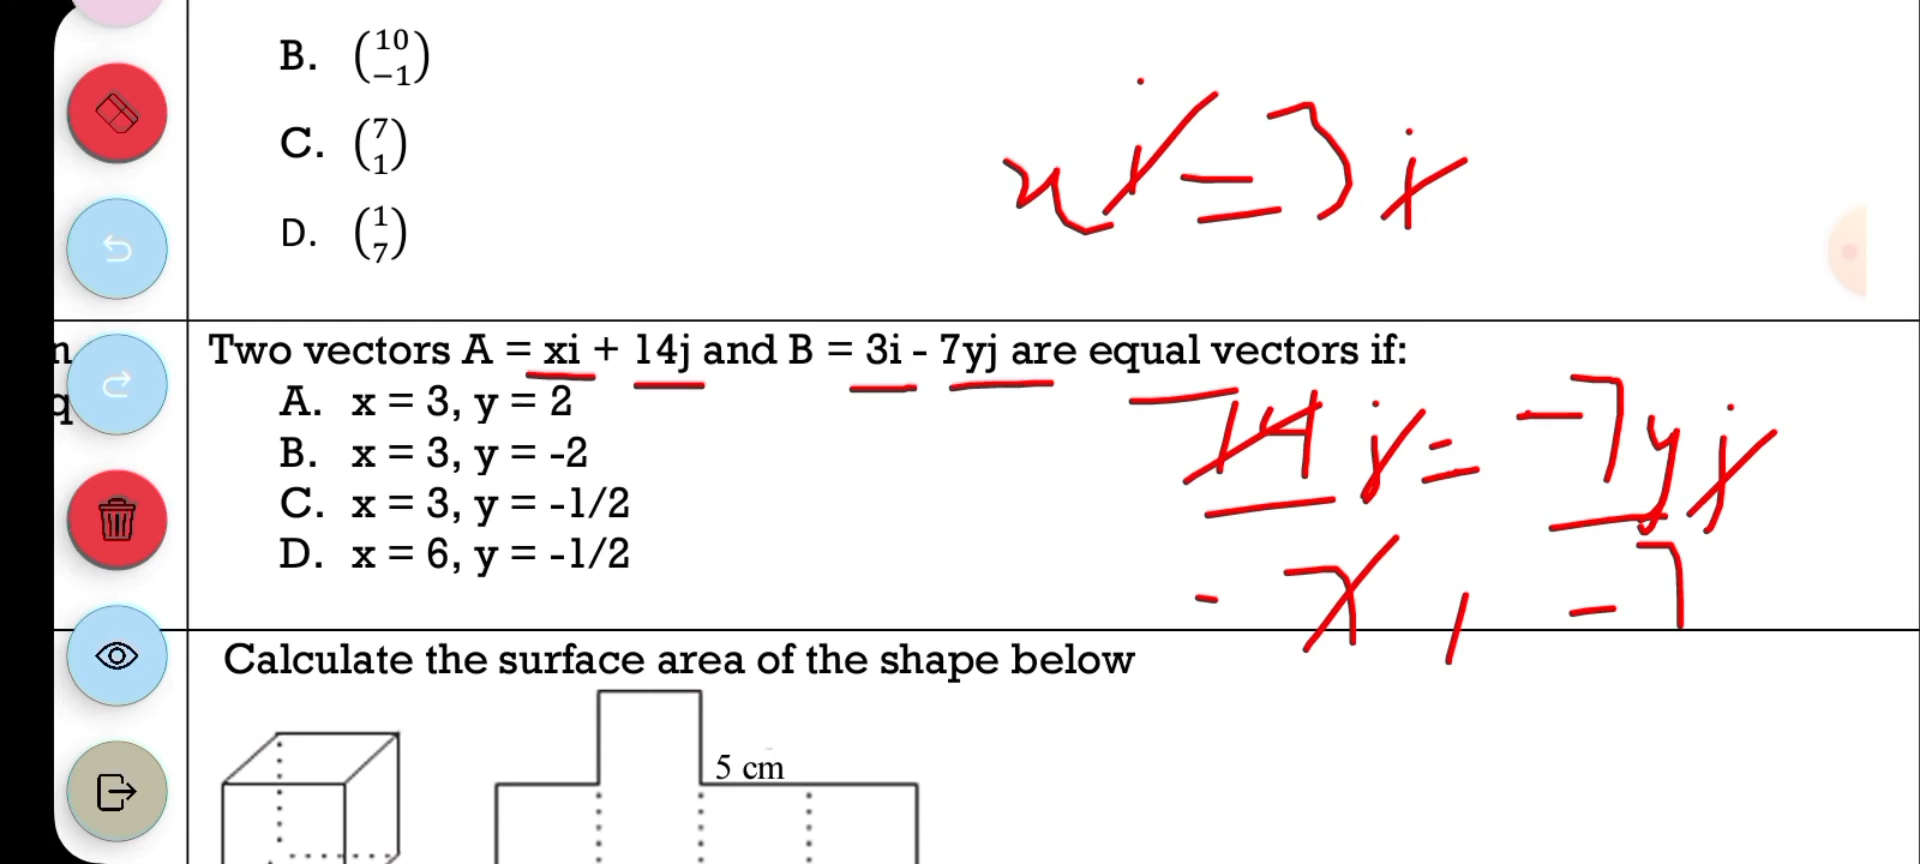 B. (10 -1)
C. (7 1)
D. (1 7)
xi = 3i
n
Two vectors A = xi + 14j and B = 3i - 7yj are equal vectors if:
q
A. x = 3, y = 2
B. x = 3, y = -2
C. x = 3, y = -1/2
D. x = 6, y = -1/2
14j = -7yj
-7, -7
Calculate the surface area of the shape below
5 cm